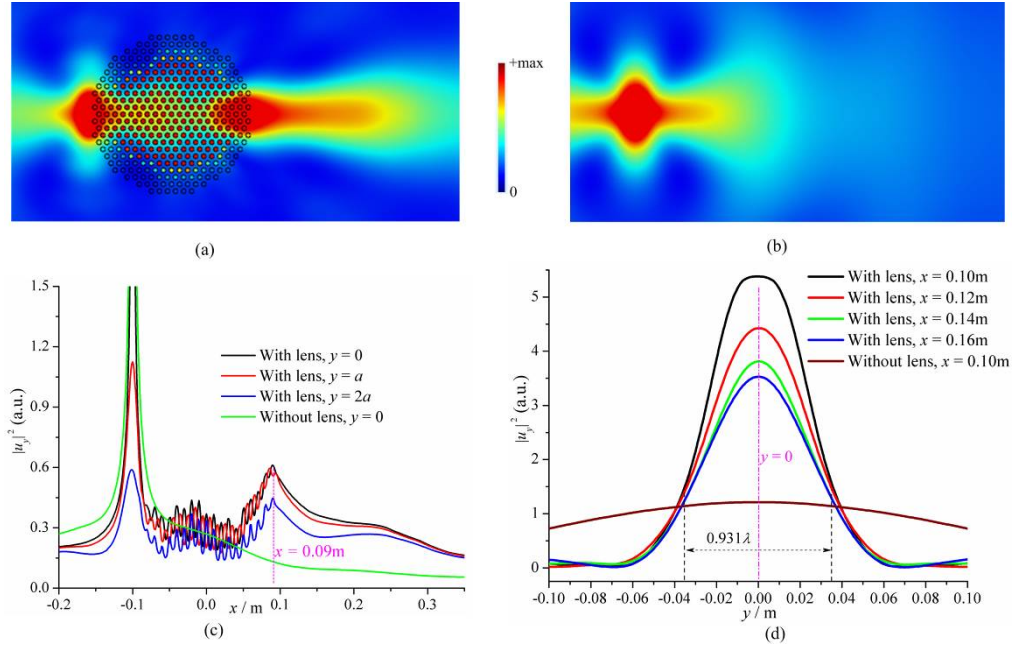 +max
0
(a)
(b)
1.5
1.2
0.9
0.6
0.3
0.0
|u_y|² (a.u.)
With lens, y = 0
With lens, y = a
With lens, y = 2a
Without lens, y = 0
x = 0.09m
-0.2 -0.1 0.0 0.1 0.2 0.3
x / m
(c)
5
4
3
2
1
0
|u_y|² (a.u.)
With lens, x = 0.10m
With lens, x = 0.12m
With lens, x = 0.14m
With lens, x = 0.16m
Without lens, x = 0.10m
y = 0
0.931λ
-0.10 -0.08 -0.06 -0.04 -0.02 0.00 0.02 0.04 0.06 0.08 0.10
y / m
(d)